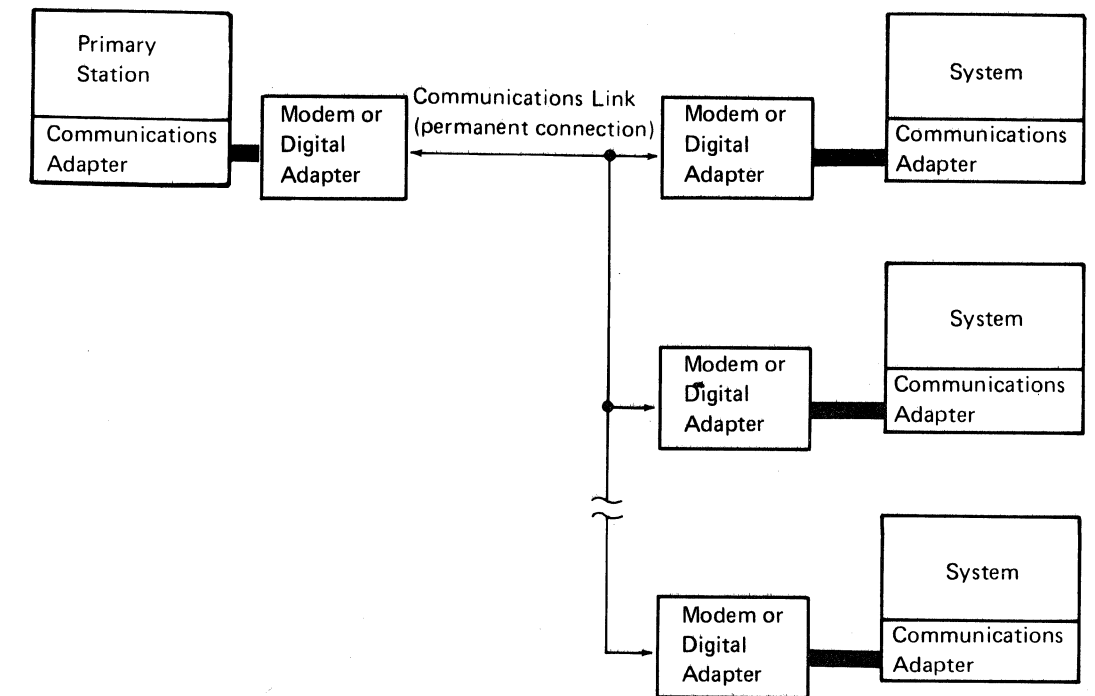 Primary
Station
Communications
Adapter
Modem or
Digital
Adapter
Communications Link
(permanent connection)
Modem or
Digital
Adapter
System
Communications
Adapter
Modem or
Digital
Adapter
System
Communications
Adapter
Modem or
Digital
Adapter
System
Communications
Adapter